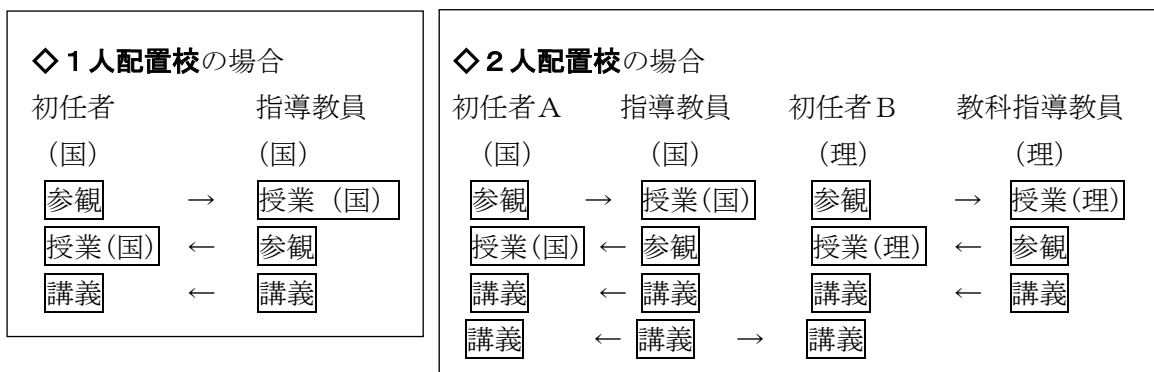 ◇１人配置校の場合
初任者 指導教員
（国） （国）
参観 → 授業（国）
授業(国) ← 参観
講義 ← 講義
◇２人配置校の場合
初任者Ａ 指導教員 初任者Ｂ 教科指導教員
（国） （国） （理） （理）
参観 → 授業(国) 参観 → 授業(理)
授業(国) ← 参観 授業(理) ← 参観
講義 ← 講義 講義 ← 講義
講義 ← 講義 → 講義